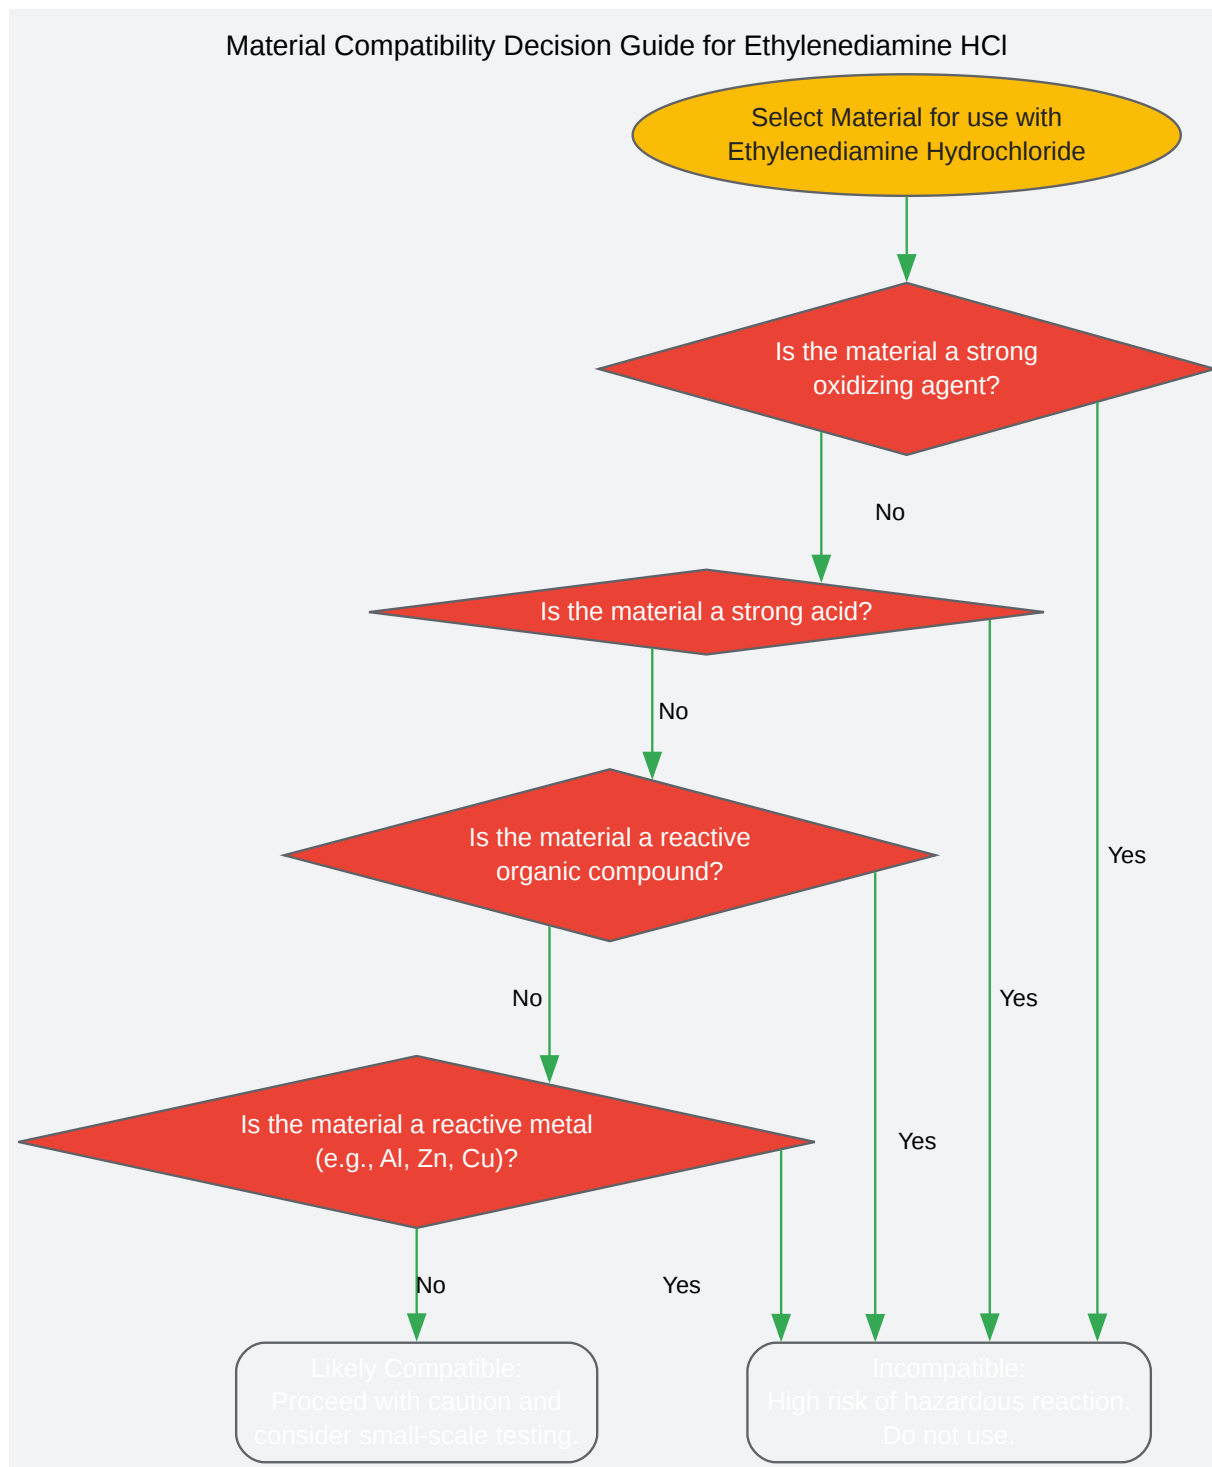 Material Compatibility Decision Guide for Ethylenediamine HCl
Select Material for use with
Ethylenediamine Hydrochloride
Is the material a strong
oxidizing agent?
No
Is the material a strong acid?
No
Is the material a reactive
organic compound?
Yes
No
Yes
Is the material a reactive metal
(e.g., Al, Zn, Cu)?
Yes
No
Yes
Likely Compatible:
Proceed with caution and
consider small-scale testing.
Incompatible:
High risk of hazardous reaction.
Do not use.